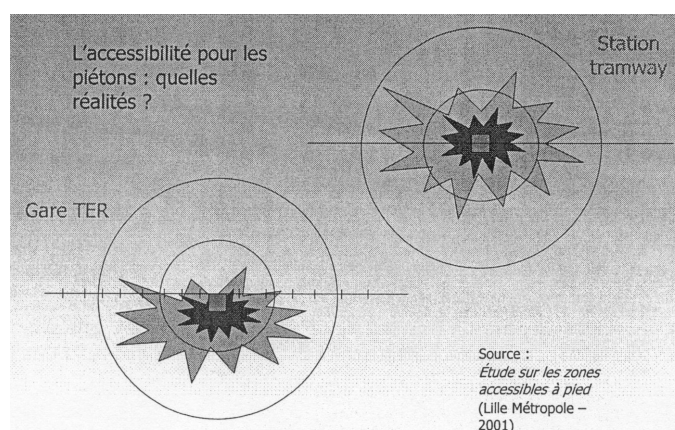 L'accessibilité pour les
piétons : quelles
réalités ?
Station
tramway
Gare TER
Source :
Étude sur les zones
accessibles à pied
(Lille Métropole –
2001)